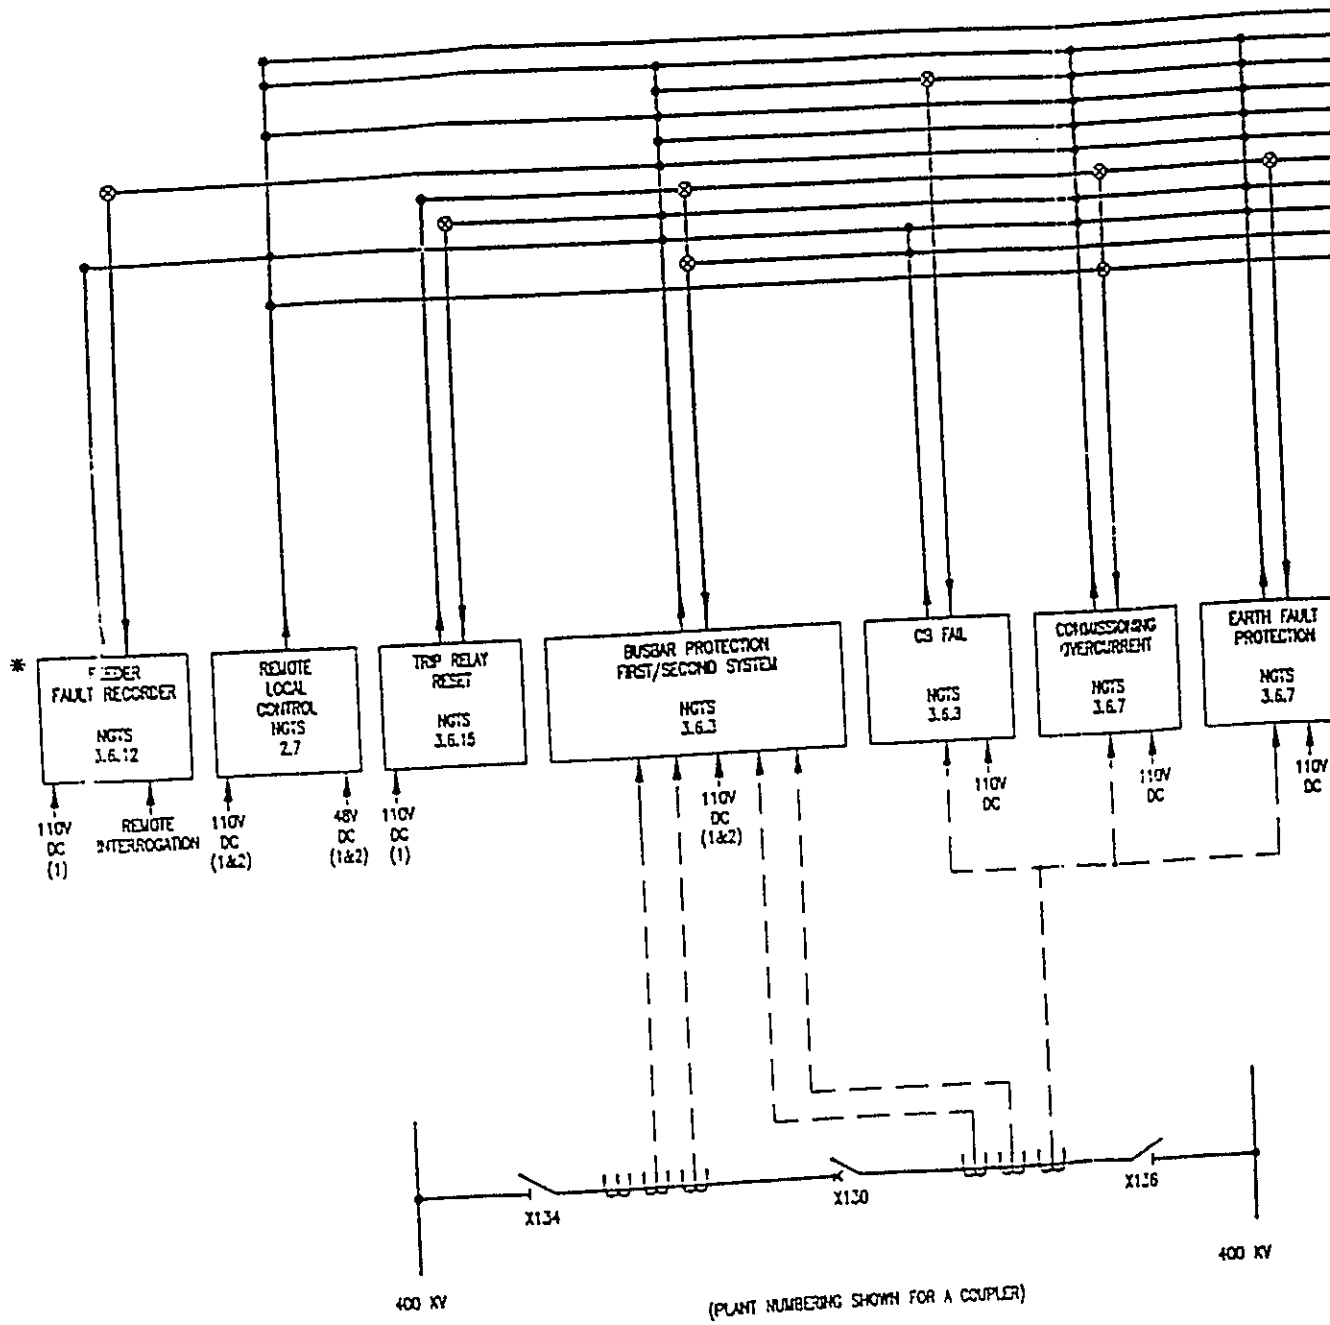 *
FEEDER
FAULT RECORDER
NGTS
3.6.12
REMOTE
LOCAL
CONTROL
NGTS
2.7
TRIP RELAY
RESET
NGTS
3.6.15
BUSBAR PROTECTION
FIRST/SECOND SYSTEM
NGTS
3.6.3
CB FAIL
NGTS
3.6.3
COMMISSIONING
OVERCURRENT
NGTS
3.6.7
EARTH FAULT
PROTECTION
NGTS
3.6.7
110V
DC
(1)
REMOTE
INTERROGATION
110V
DC
(1&2)
48V
DC
(1&2)
110V
DC
(1)
110V
DC
(1&2)
110V
DC
110V
DC
110V
DC
X134
X130
X136
400 KV
400 KV
(PLANT NUMBERING SHOWN FOR A COUPLER)